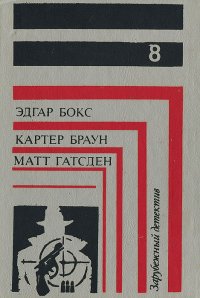 8
ЭДГАР БОКС
КАРТЕР БРАУН
МАТТ ГАТСДЕН
Зарубежный детектив